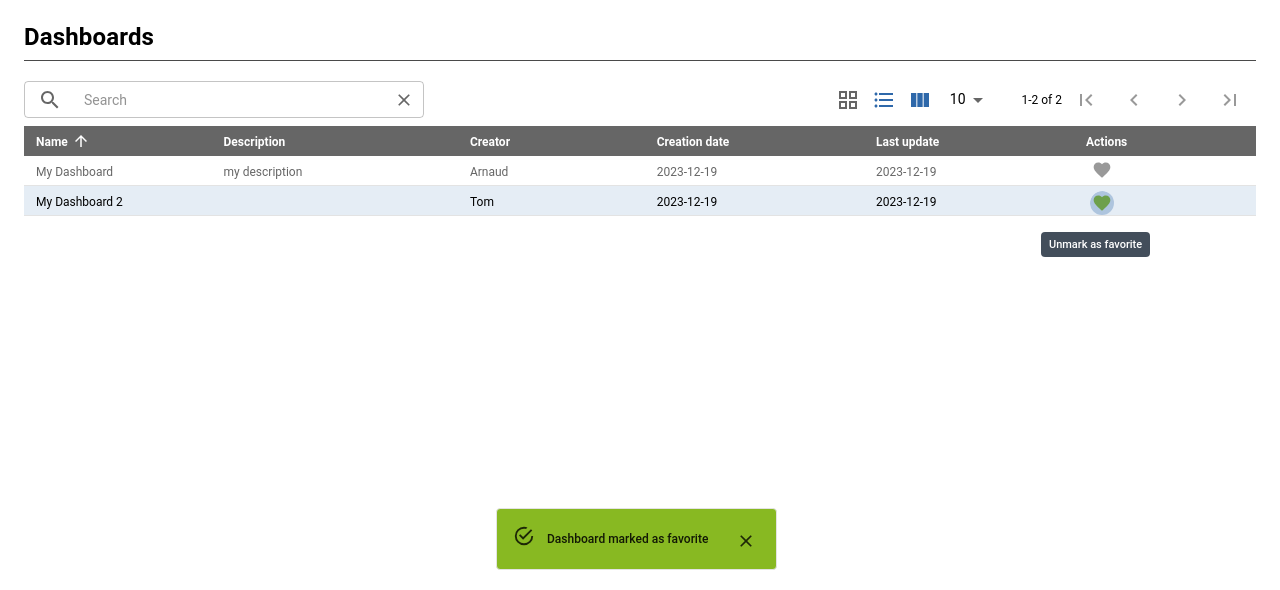 Dashboards
Search
10
1-2 of 2
Name Description Creator Creation date Last update Actions
My Dashboard my description Arnaud 2023-12-19 2023-12-19
My Dashboard 2 Tom 2023-12-19 2023-12-19
Unmark as favorite
Dashboard marked as favorite